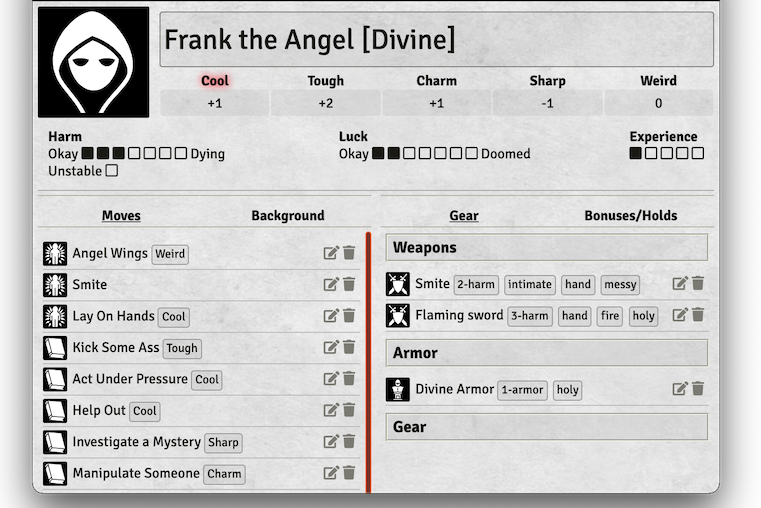 Frank the Angel [Divine]
Cool Tough Charm Sharp Weird
+1 +2 +1 -1 0
Harm Luck Experience
Okay Dying Okay Doomed
Unstable
Moves Background Gear Bonuses/Holds
Weapons
Angel Wings Weird
Smite
Lay On Hands Cool
Kick Some Ass Tough
Act Under Pressure Cool
Help Out Cool
Investigate a Mystery Sharp
Manipulate Someone Charm
Smite 2-harm intimate hand messy
Flaming sword 3-harm hand fire holy
Armor
Divine Armor 1-armor holy
Gear